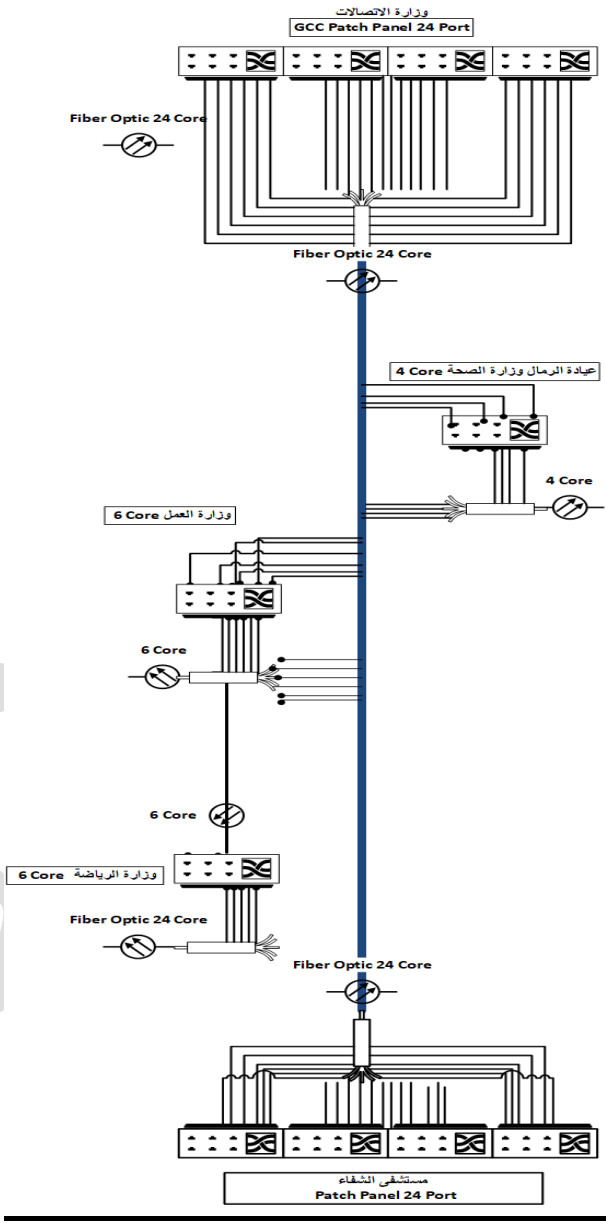 وزارة الاتصالات
GCC Patch Panel 24 Port
Fiber Optic 24 Core
Fiber Optic 24 Core
عيادة الرمال وزارة الصحة 4 Core
4 Core
وزارة العمل 6 Core
6 Core
6 Core
وزارة الرياضة 6 Core
Fiber Optic 24 Core
Fiber Optic 24 Core
مستشفى الشفاء
Patch Panel 24 Port